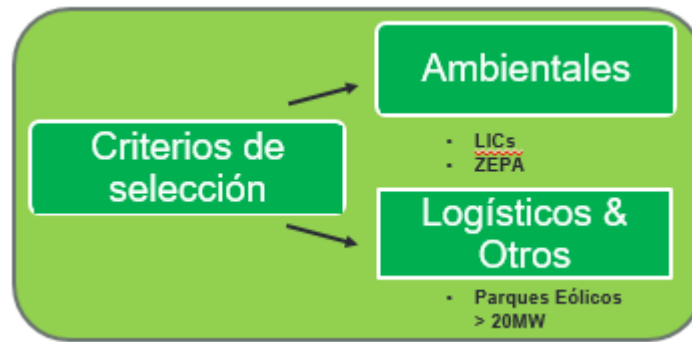 Ambientales
Criterios de
selección
• LICs
• ZEPA
Logísticos &
Otros
• Parques Eólicos
> 20MW